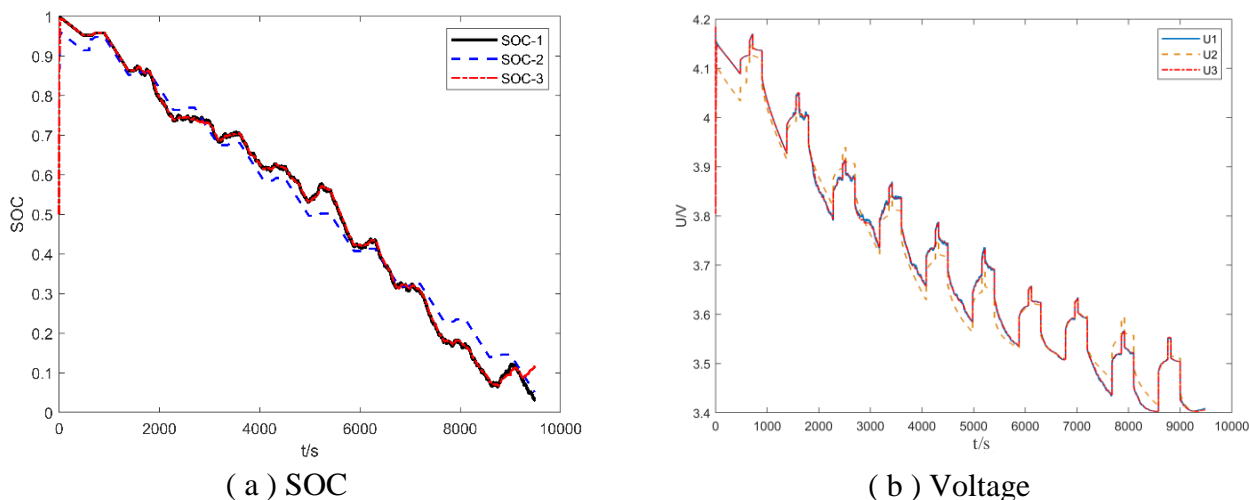 1
0.9
0.8
0.7
0.6
0.5
0.4
0.3
0.2
0.1
0
SOC
0 2000 4000 6000 8000 10000
t/s
SOC-1
SOC-2
SOC-3
( a ) SOC
4.2
4.1
4
3.9
3.8
3.7
3.6
3.5
3.4
U/V
0 1000 2000 3000 4000 5000 6000 7000 8000 9000 10000
t/s
U1
U2
U3
( b ) Voltage